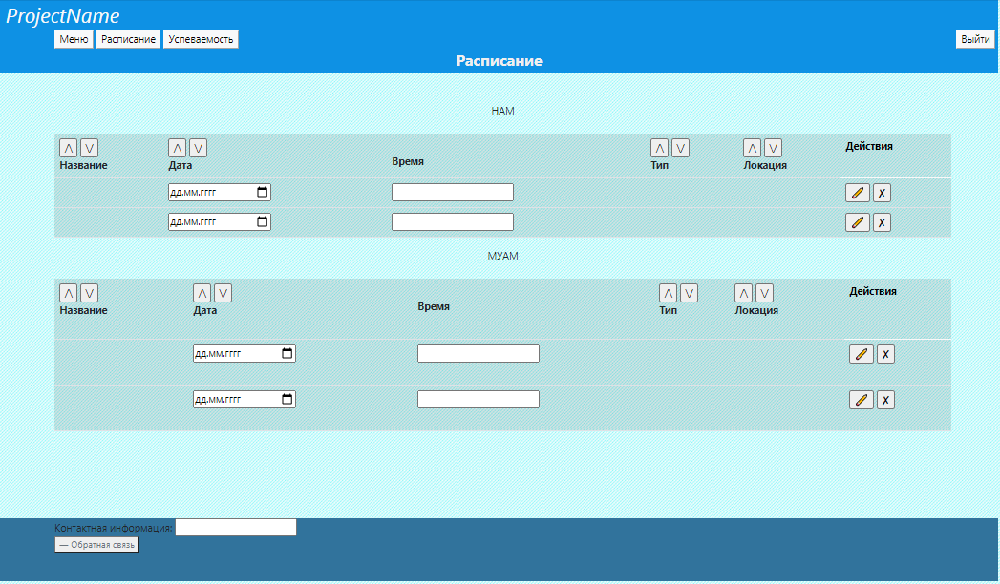 ProjectName
Меню Расписание Успеваемость Выйти
Расписание
НАМ
Название Дата Время Тип Локация Действия
дд.мм.гггг X
дд.мм.гггг X
МУАМ
Название Дата Время Тип Локация Действия
дд.мм.гггг X
дд.мм.гггг X
Контактная информация:
— Обратная связь